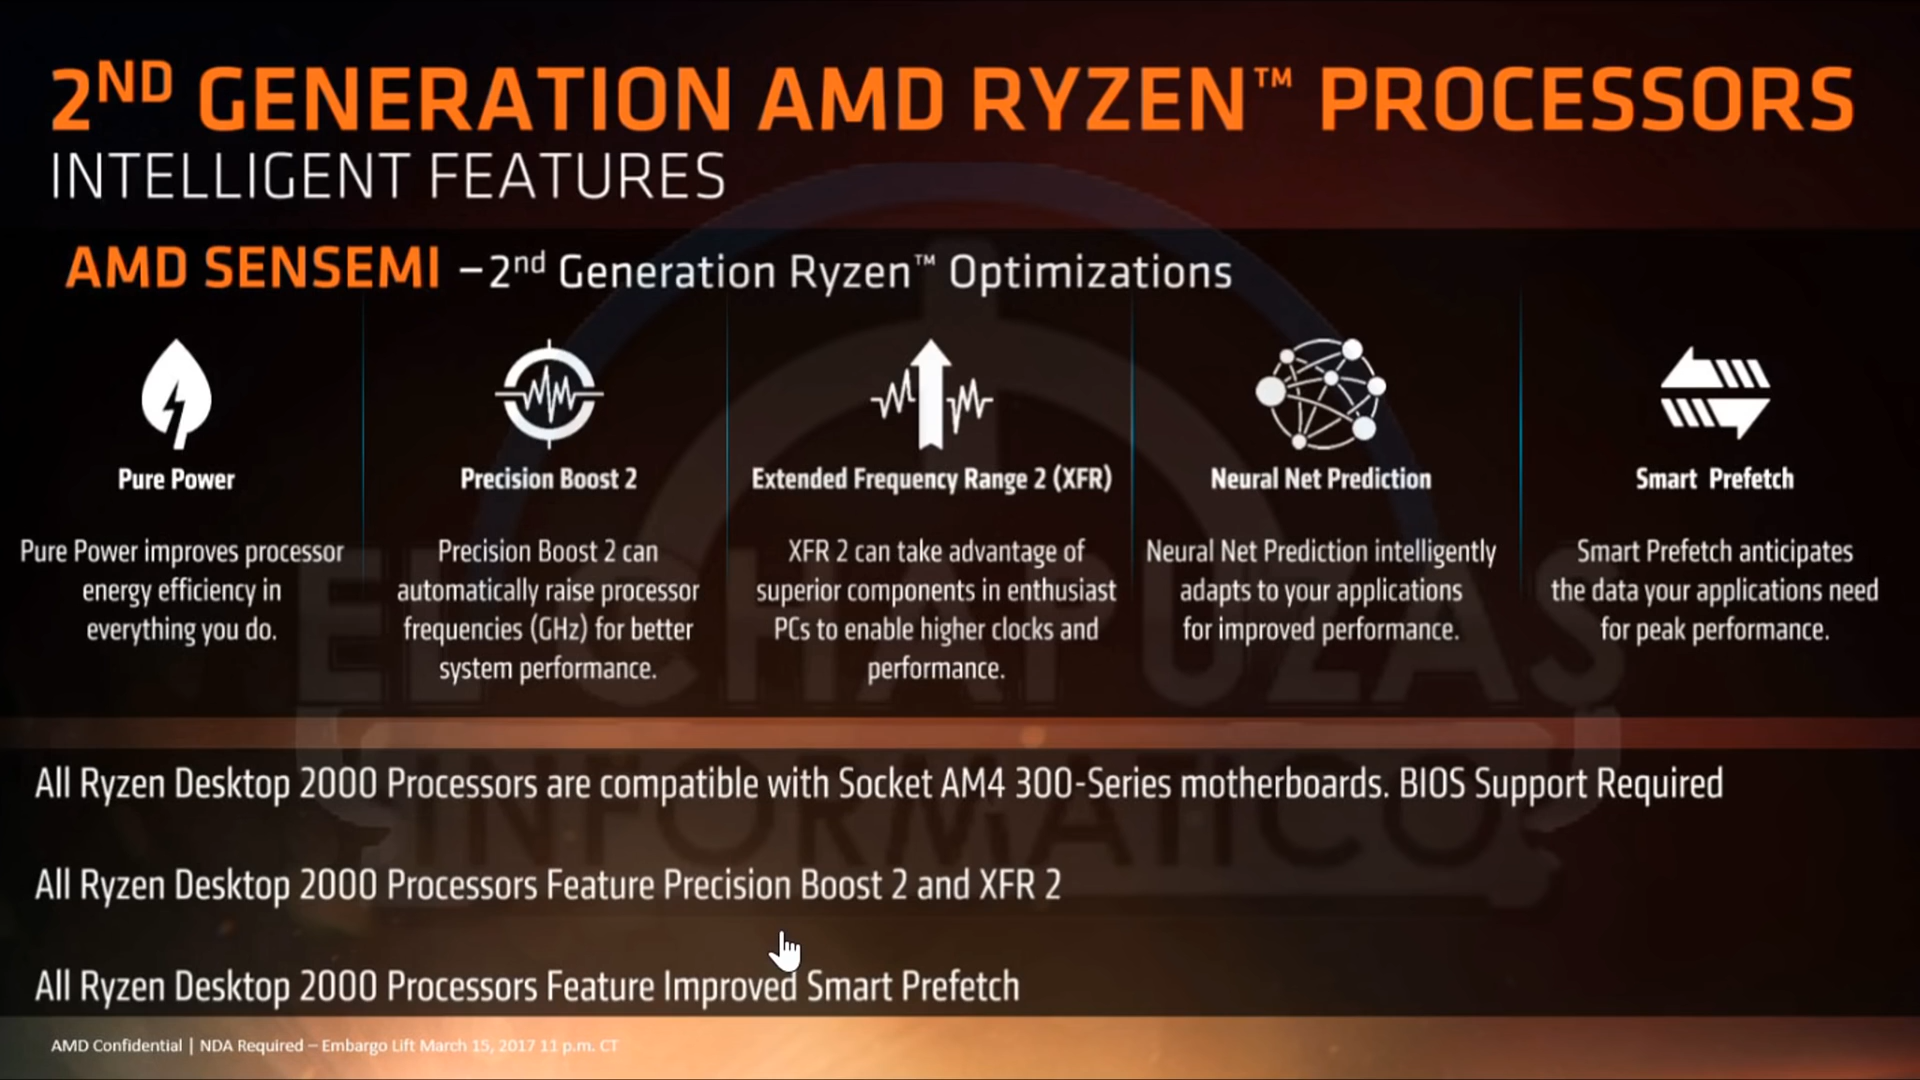 2ND GENERATION AMD RYZEN™ PROCESSORS
INTELLIGENT FEATURES
AMD SENSEMI – 2nd Generation Ryzen™ Optimizations
Pure Power
Pure Power improves processor
energy efficiency in
everything you do.
Precision Boost 2
Precision Boost 2 can
automatically raise processor
frequencies (GHz) for better
system performance.
Extended Frequency Range 2 (XFR)
XFR 2 can take advantage of
superior components in enthusiast
PCs to enable higher clocks and
performance.
Neural Net Prediction
Neural Net Prediction intelligently
adapts to your applications
for improved performance.
Smart Prefetch
Smart Prefetch anticipates
the data your applications need
for peak performance.
EL CHAPUZAS
INFORMÁTICO
All Ryzen Desktop 2000 Processors are compatible with Socket AM4 300-Series motherboards. BIOS Support Required
All Ryzen Desktop 2000 Processors Feature Precision Boost 2 and XFR 2
All Ryzen Desktop 2000 Processors Feature Improved Smart Prefetch
AMD Confidential | NDA Required – Embargo Lift March 15, 2017 11 p.m. CT